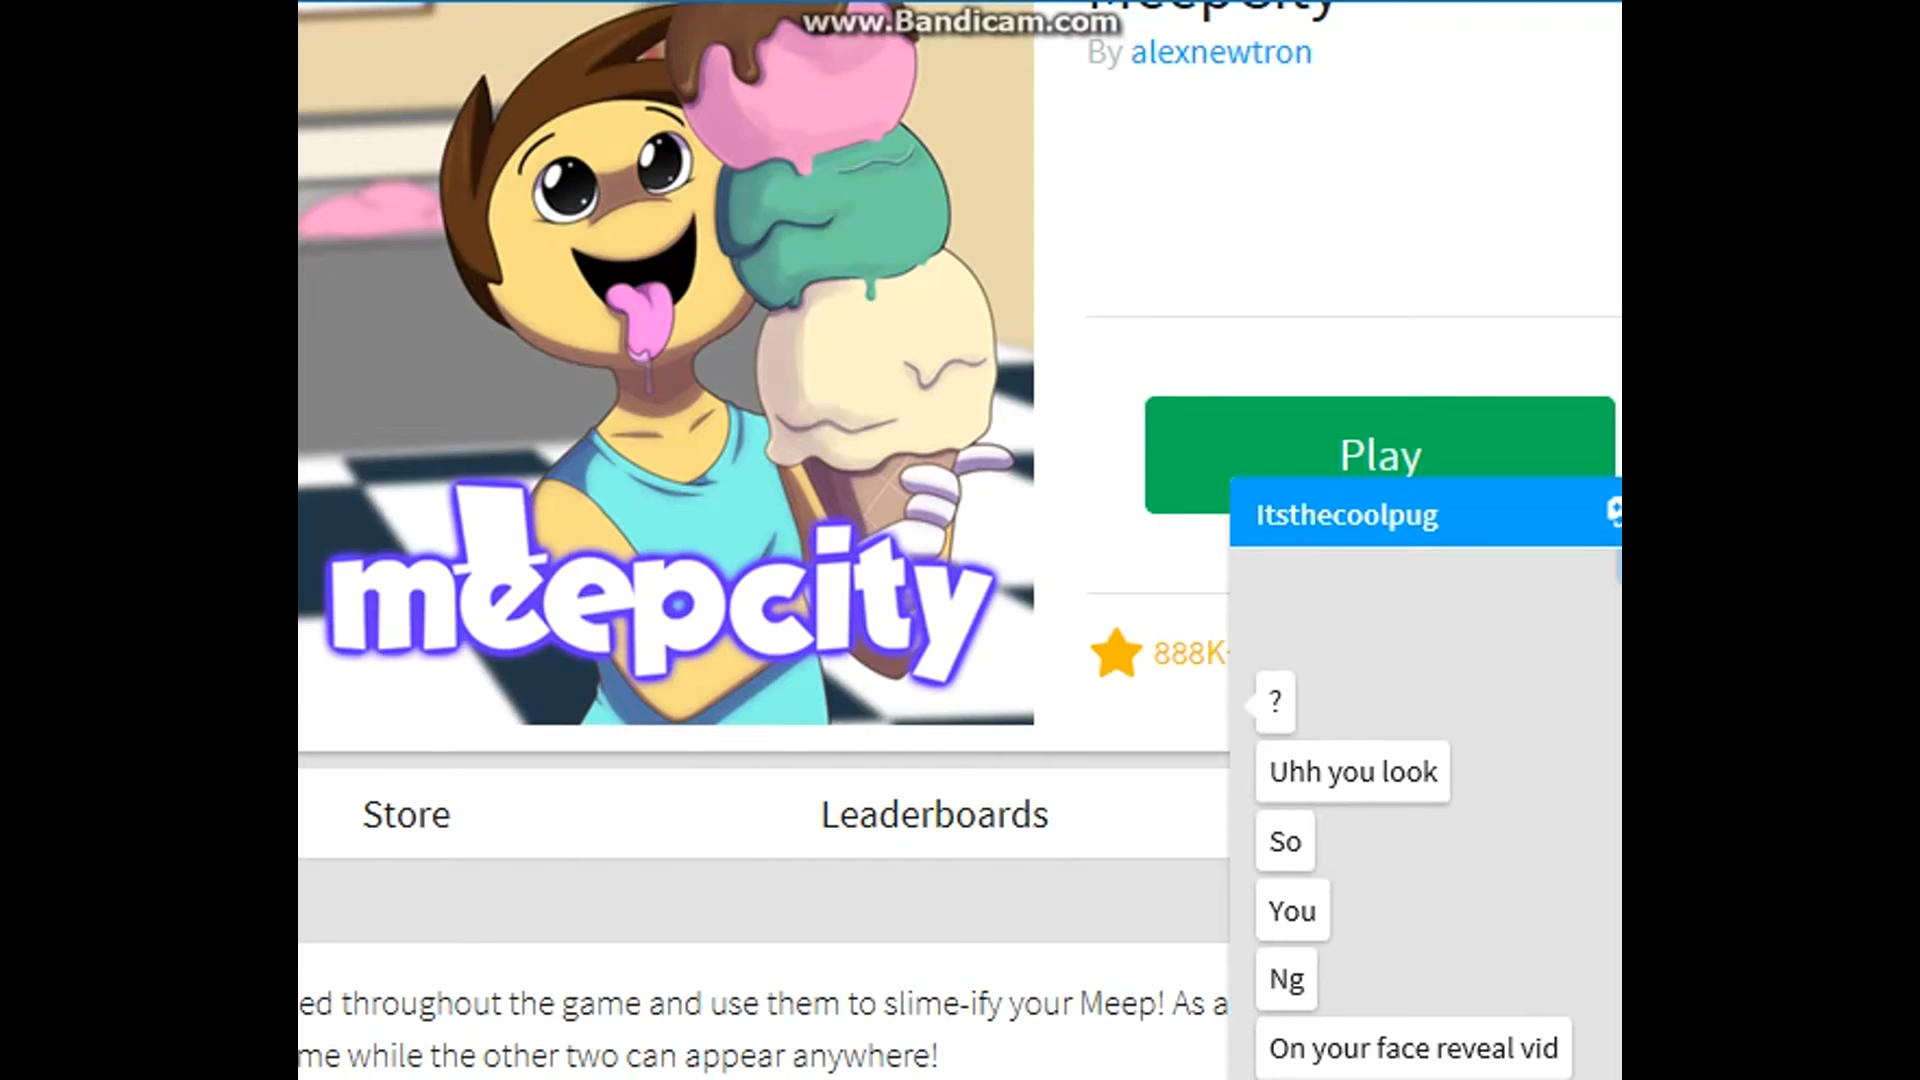 www.Bandicam.com
MeepCity
By alexnewtron
meepcity
Play
Itsthecoolpug
888K+
?
Uhh you look
So
You
Ng
On your face reveal vid
Store
Leaderboards
ed throughout the game and use them to slime-ify your Meep! As a
me while the other two can appear anywhere!